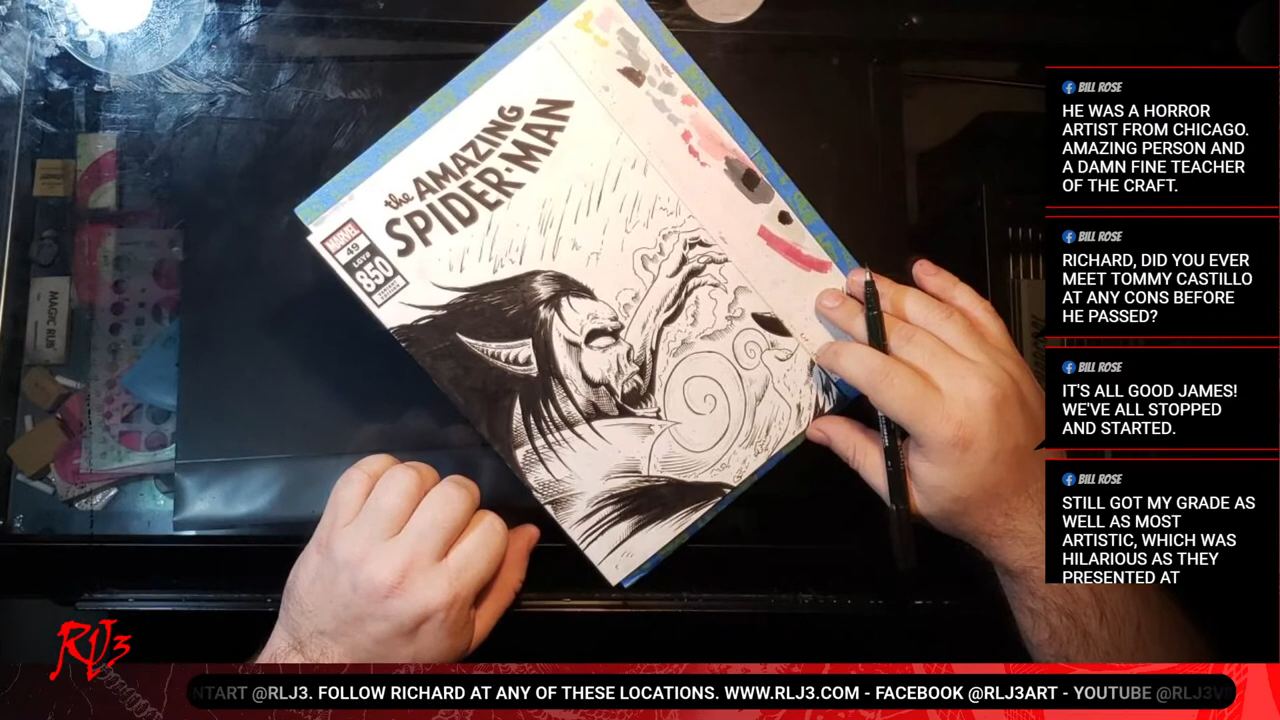 the AMAZING
SPIDER-MAN
MARVEL
49
LGY#
850
VARIANT
EDITION
MAGIC RUB
BILL ROSE
HE WAS A HORROR
ARTIST FROM CHICAGO.
AMAZING PERSON AND
A DAMN FINE TEACHER
OF THE CRAFT.
BILL ROSE
RICHARD, DID YOU EVER
MEET TOMMY CASTILLO
AT ANY CONS BEFORE
HE PASSED?
BILL ROSE
IT'S ALL GOOD JAMES!
WE'VE ALL STOPPED
AND STARTED.
BILL ROSE
STILL GOT MY GRADE AS
WELL AS MOST
ARTISTIC, WHICH WAS
HILARIOUS AS THEY
PRESENTED AT
RLJ3
NTART @RLJ3. FOLLOW RICHARD AT ANY OF THESE LOCATIONS. WWW.RLJ3.COM - FACEBOOK @RLJ3ART - YOUTUBE @RLJ3V